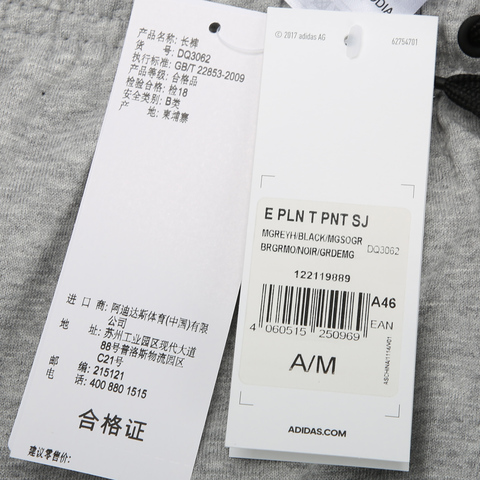 产品名称: 长裤
货 号: DQ3062
执行标准: GB/T 22853-2009
产品等级: 合格品
检验合格: 检18
安全类别: B类
产 地: 柬埔寨
进 口 商: 阿迪达斯体育(中国)有限
公司
地 址: 苏州工业园区现代大道
88号普洛斯物流园区
C21号
邮 编: 215121
电 话: 400 880 1515
合格证
建议零售价:
© 2017 adidas AG
62754701
E PLN T PNT SJ
MGREYH/BLACK/MGSOGR
BRGRMO/NOIR/GRDEMG
DQ3062
122119889
A46
EAN
4 060515 250969
A/M
ADIDAS.COM